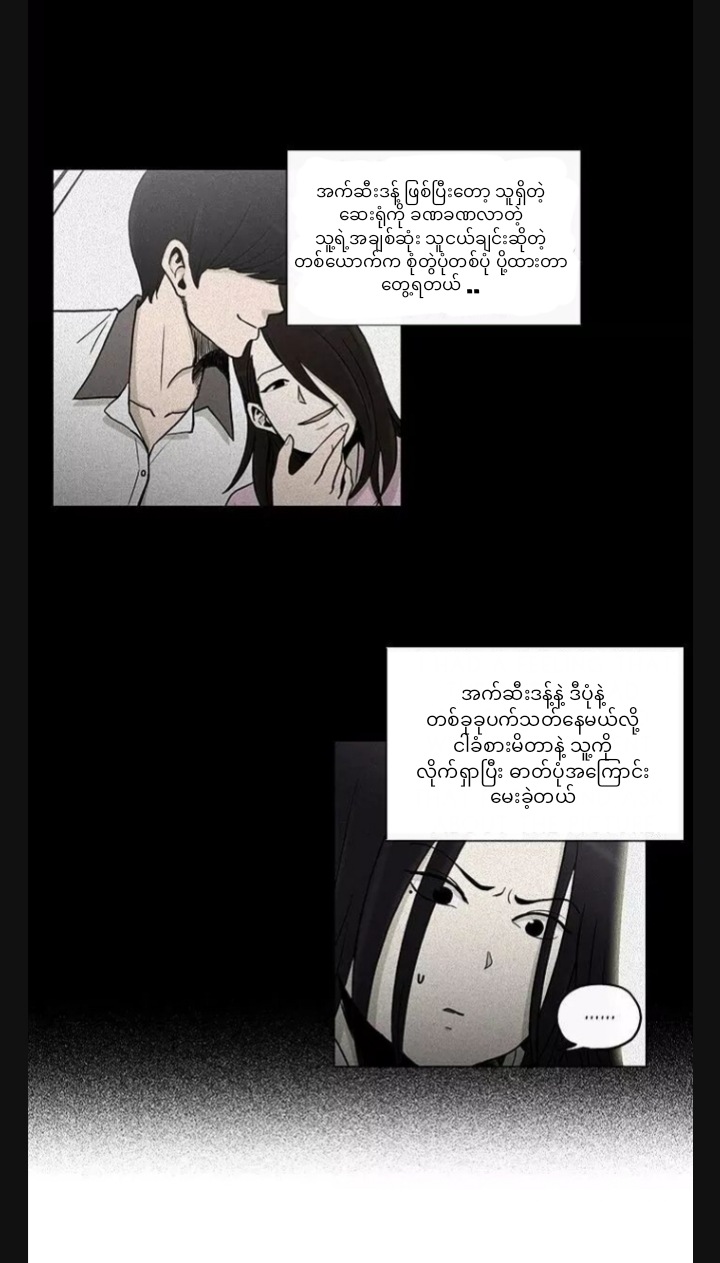 အက်ဆီးဒန့် ဖြစ်ပြီးတော့ သူရှိတဲ့
ဆေးရုံကို ခဏခဏလာတဲ့
သူ့ရဲ့အချစ်ဆုံး သူငယ်ချင်းဆိုတဲ့
တစ်ယောက်က စုံတွဲပုံတစ်ပုံ ပို့ထားတာ
တွေ့ရတယ် ..
အက်ဆီးဒန့်နဲ့ ဒီပုံနဲ့
တစ်ခုခုပက်သတ်နေမယ်လို့
ငါခံစားမိတာနဲ့ သူ့ကို
လိုက်ရှာပြီး ဓာတ်ပုံအကြောင်း
မေးခဲ့တယ်
......